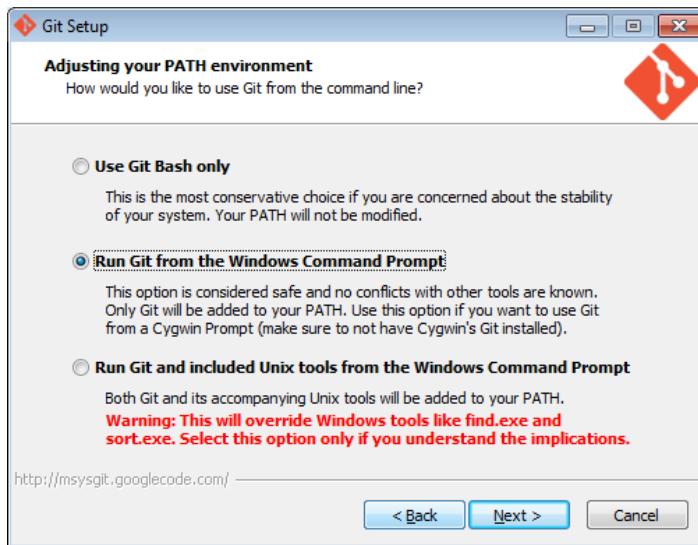 Git Setup
Adjusting your PATH environment
How would you like to use Git from the command line?
Use Git Bash only
This is the most conservative choice if you are concerned about the stability
of your system. Your PATH will not be modified.
Run Git from the Windows Command Prompt
This option is considered safe and no conflicts with other tools are known.
Only Git will be added to your PATH. Use this option if you want to use Git
from a Cygwin Prompt (make sure to not have Cygwin's Git installed).
Run Git and included Unix tools from the Windows Command Prompt
Both Git and its accompanying Unix tools will be added to your PATH.
Warning: This will override Windows tools like find.exe and
sort.exe. Select this option only if you understand the implications.
http://msysgit.googlecode.com/
< Back Next > Cancel